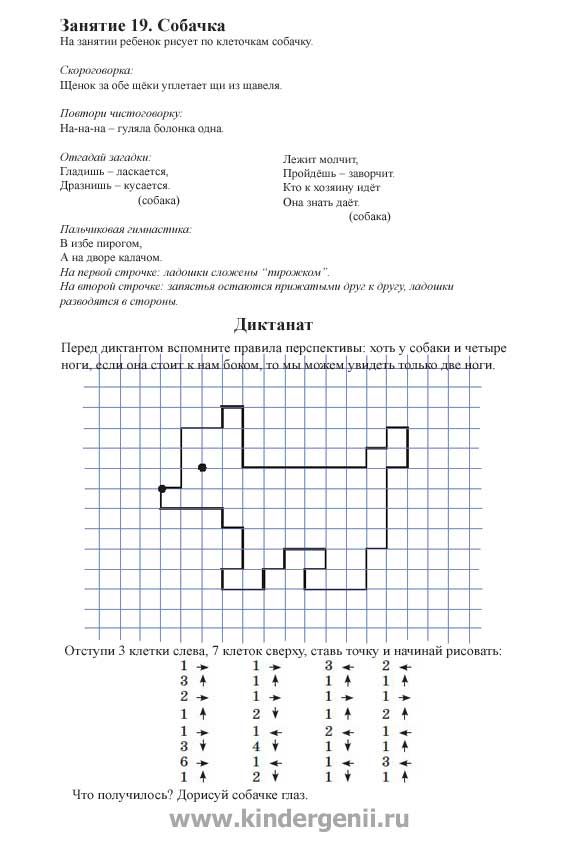 Занятие 19. Собачка
На занятии ребенок рисует по клеточкам собачку.
Скороговорка:
Щенок за обе щёки уплетает щи из щавеля.
Повтори чистоговорку:
На-на-на – гуляла болонка одна.
Отгадай загадки:
Гладишь – ласкается,
Дразнишь – кусается.
(собака)
Лежит молчит,
Пройдёшь – заворчит.
Кто к хозяину идёт
Она знать даёт.
(собака)
Пальчиковая гимнастика:
В избе пирогом,
А на дворе калачом.
На первой строчке: ладошки сложены “пирожком”.
На второй строчке: запястья остаются прижатыми друг к другу, ладошки
разводятся в стороны.
Диктанат
Перед диктантом вспомните правила перспективы: хоть у собаки и четыре
ноги, если она стоит к нам боком, то мы можем увидеть только две ноги.
Отступи 3 клетки слева, 7 клеток сверху, ставь точку и начинай рисовать:
1 → 1 → 3 ← 2 ←
3 ↑ 1 ↑ 1 ↑ 1 ↑
2 → 1 → 1 → 1 →
1 ↑ 2 ↓ 1 ↑ 2 ↑
1 → 1 ← 2 ← 1 ←
3 ↓ 4 ↓ 1 ↓ 1 ↑
6 → 1 ← 1 ← 3 ←
1 ↑ 2 ↓ 1 ↓ 1 ↑
Что получилось? Дорисуй собачке глаз.
www.kindergenii.ru